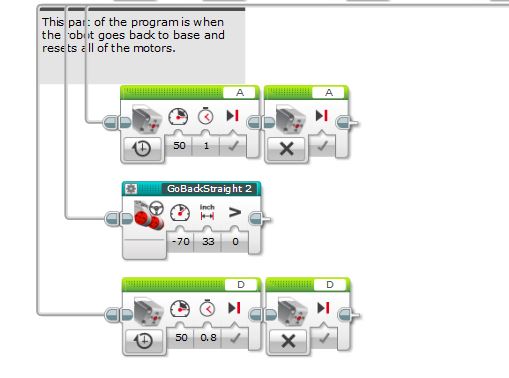 This part of the program is when
the robot goes back to base and
resets all of the motors.
A
A
50 1
GoBackStraight 2
inch
>
-70 33 0
D
D
50 0.8